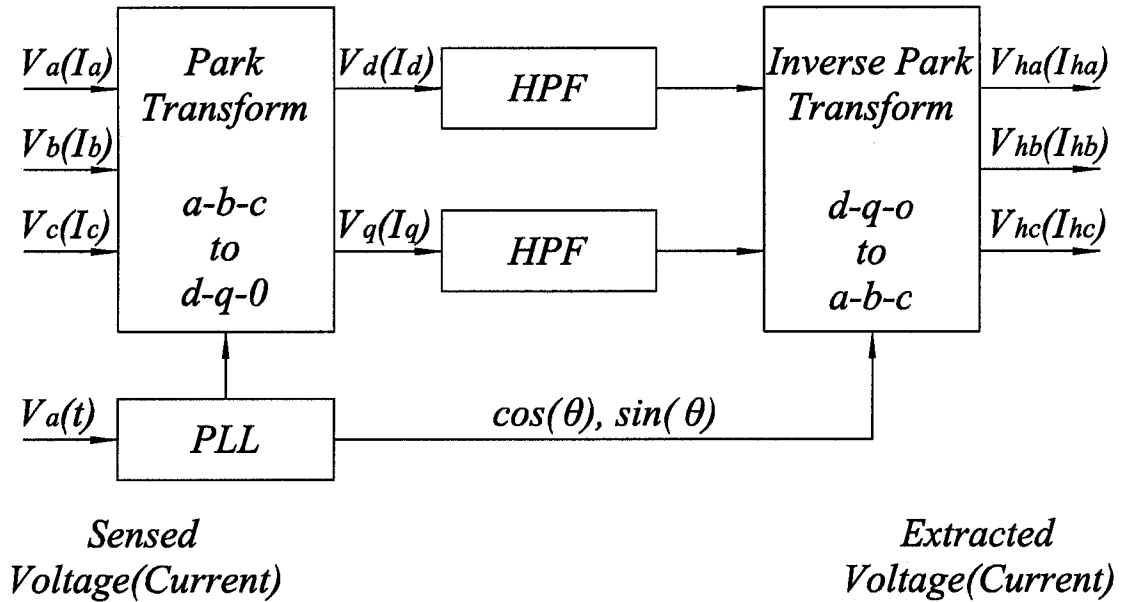 Va(Ia)
Vb(Ib)
Vc(Ic)
Park
Transform
a-b-c
to
d-q-0
Vd(Id)
Vq(Iq)
HPF
HPF
Inverse Park
Transform
d-q-o
to
a-b-c
Vha(Iha)
Vhb(Ihb)
Vhc(Ihc)
Va(t)
PLL
cos(θ), sin( θ)
Sensed
Voltage(Current)
Extracted
Voltage(Current)